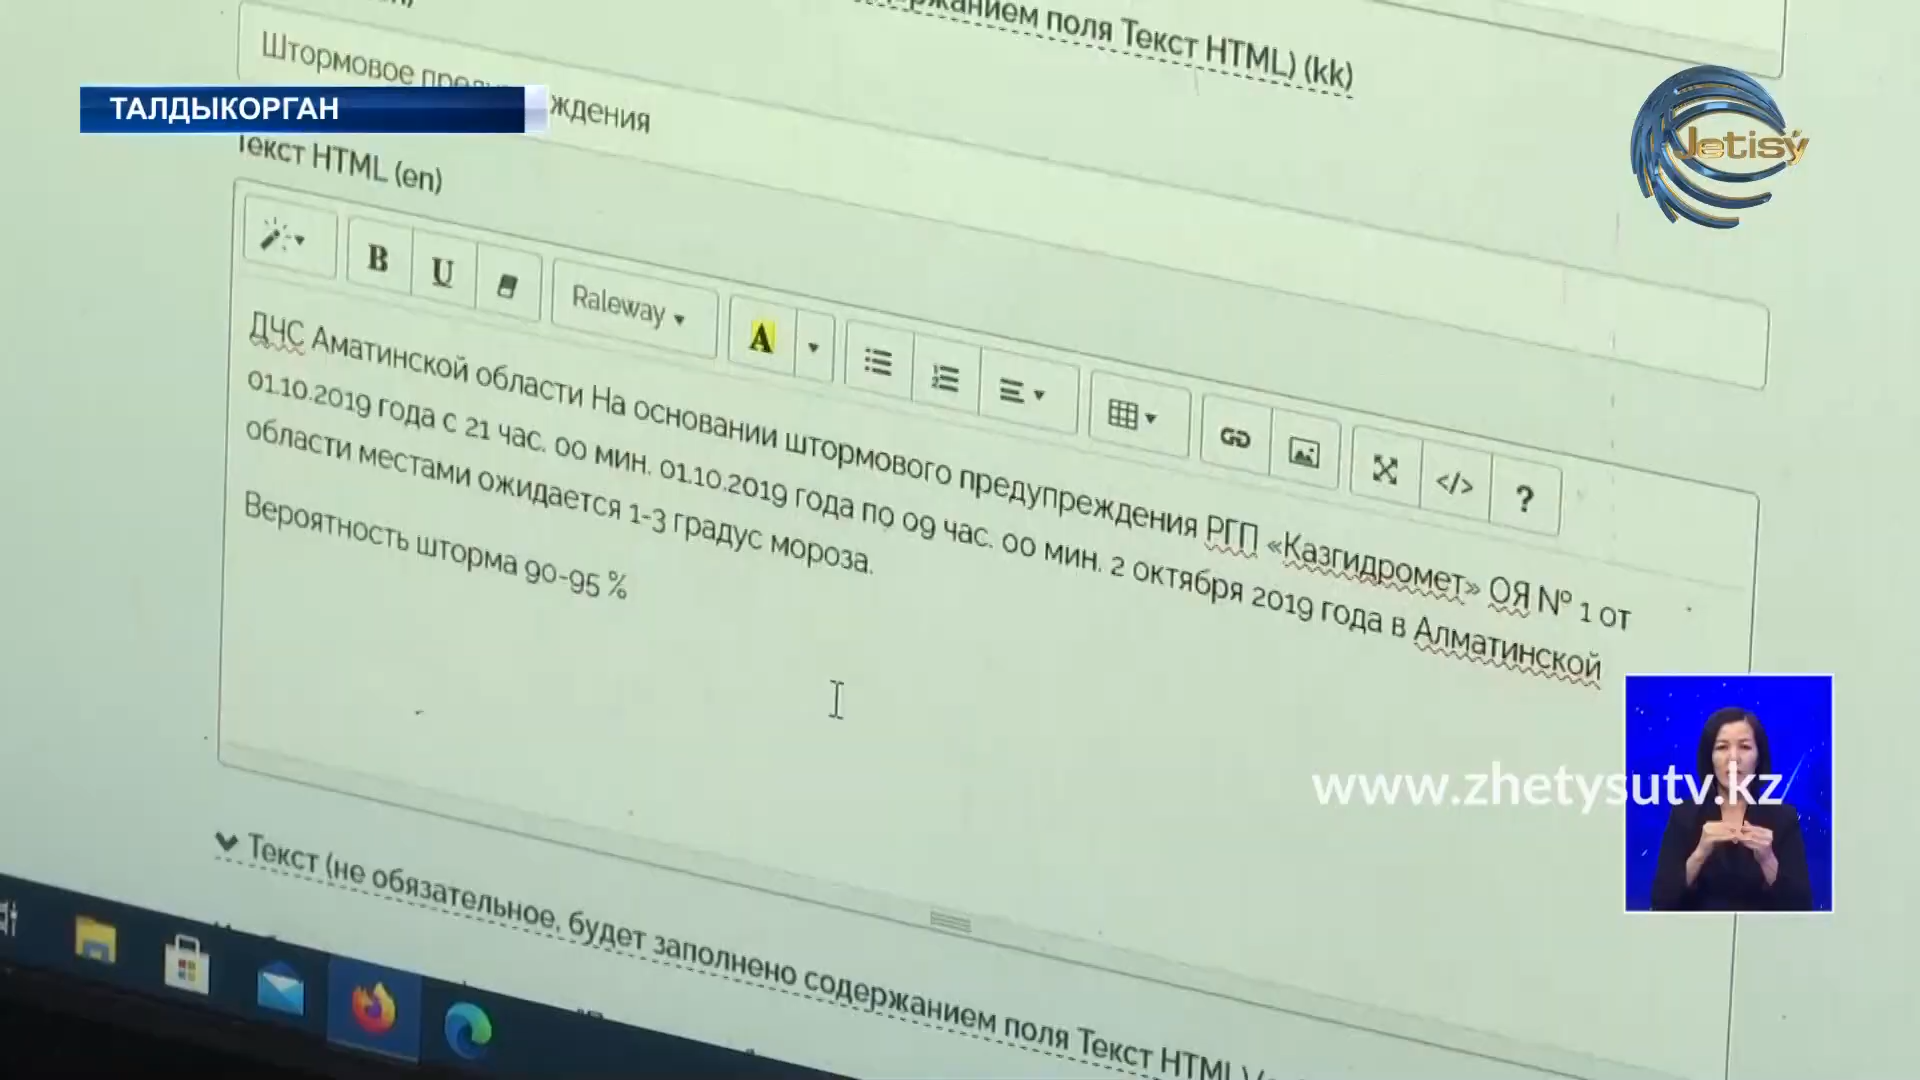 содержанием поля Текст HTML) (kk)
Штормовое
ждения
ТАЛДЫКОРГАН
Jetisý
Текст HTML (en)
B U Raleway A </> ?
ДЧС Аматинской области На основании штормового предупреждения РГП «Казгидромет» ОЯ № 1 от
01.10.2019 года с 21 час. 00 мин. 01.10.2019 года по 09 час. 00 мин. 2 октября 2019 года в Алматинской
области местами ожидается 1-3 градус мороза.
Вероятность шторма 90-95 %
www.zhetysutv.kz
Текст (не обязательное, будет заполнено содержанием поля Текст HTML)